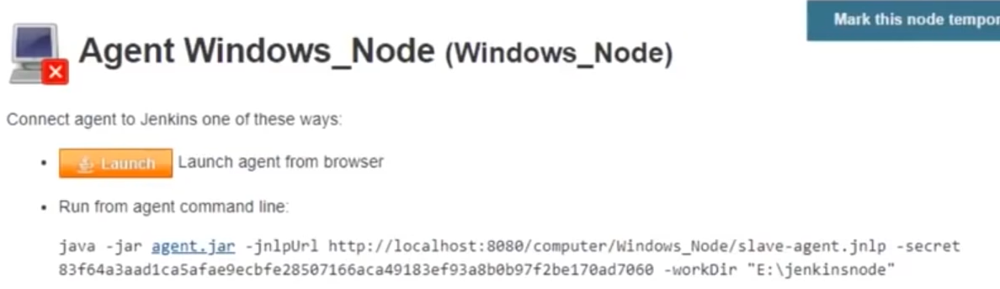 Mark this node tempor
Agent Windows_Node (Windows_Node)
Connect agent to Jenkins one of these ways:
Launch Launch agent from browser
Run from agent command line:
java -jar agent.jar -jnlpUrl http://localhost:8080/computer/Windows_Node/slave-agent.jnlp -secret
83f64a3aad1ca5afae9ecbfe28507166aca49183ef93a8b0b97f2be170ad7060 -workDir "E:\jenkinsnode"